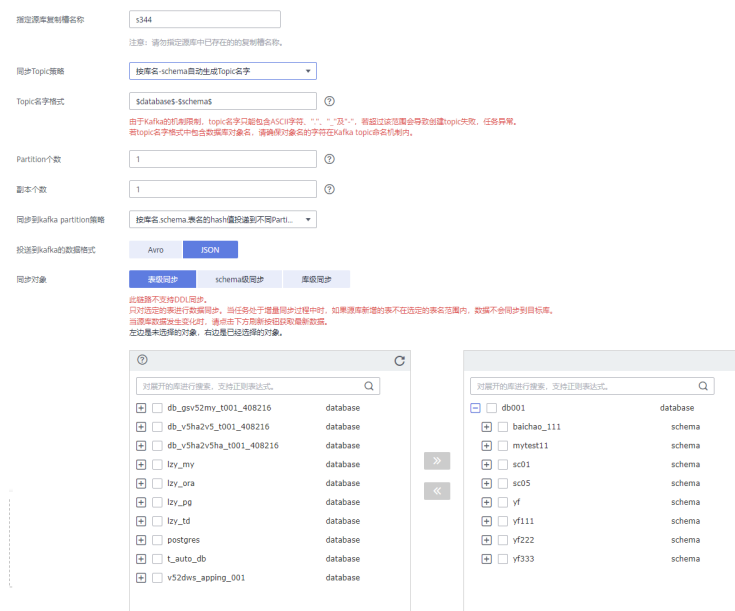 指定源库复制槽名称 s344
注意：请勿指定源库中已存在的的复制槽名称。
同步Topic策略 按库名-schema自动生成Topic名字
Topic名字格式 $database$-$schema$
由于Kafka的机制限制，topic名字只能包含ASCII字符，"."，"_"及"-"，若超过该范围会导致创建topic失败，任务异常。
若topic名字格式中包含数据库对象名，请确保对象名的字符在Kafka topic命名机制内。
Partition个数 1
副本个数 1
同步到kafka partition策略 按库名.schema.表名的hash值投递到不同Parti...
投送到kafka的数据格式 Avro JSON
同步对象 表级同步 schema级同步 库级同步
此链路不支持DDL同步。
只对选定的表进行数据同步。当任务处于增量同步过程中时，如果源库新增的表不在选定的表名范围内，数据不会同步到目标库。
当源库数据发生变化时，请点击下方刷新按钮获取最新数据。
左边是未选择的对象，右边是已经选择的对象。
对展开的库进行搜索，支持正则表达式。
db_gsv52my_t001_408216 database
db_v5ha2v5_t001_408216 database
db_v5ha2v5ha_t001_408216 database
lzy_my database
lzy_ora database
lzy_pg database
lzy_td database
postgres database
t_auto_db database
v52dws_apping_001 database
对展开的库进行搜索，支持正则表达式。
db001 database
baichao_111 schema
mytest11 schema
sc01 schema
sc05 schema
yf schema
yf111 schema
yf222 schema
yf333 schema